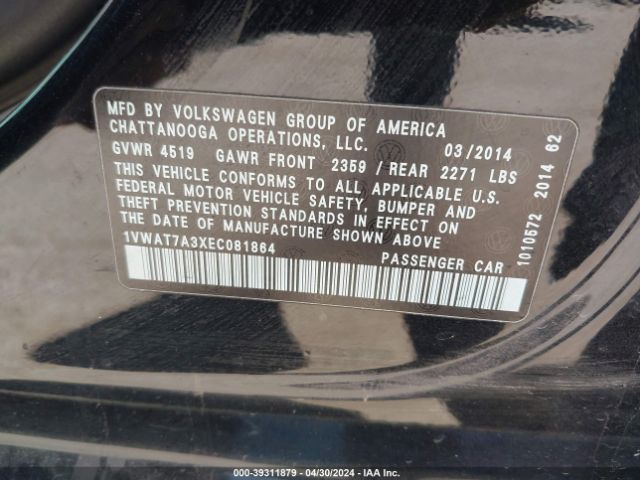 MFD BY VOLKSWAGEN GROUP OF AMERICA
CHATTANOOGA OPERATIONS, LLC. 03/2014
GVWR 4519 GAWR FRONT 2359 / REAR 2271 LBS
THIS VEHICLE CONFORMS TO ALL APPLICABLE U.S.
FEDERAL MOTOR VEHICLE SAFETY, BUMPER AND
THEFT PREVENTION STANDARDS IN EFFECT ON
THE DATE OF MANUFACTURE SHOWN ABOVE
1VWAT7A3XEC081864 PASSENGER CAR
1010572 2014 62
000-39311879 - 04/30/2024 - IAA Inc.